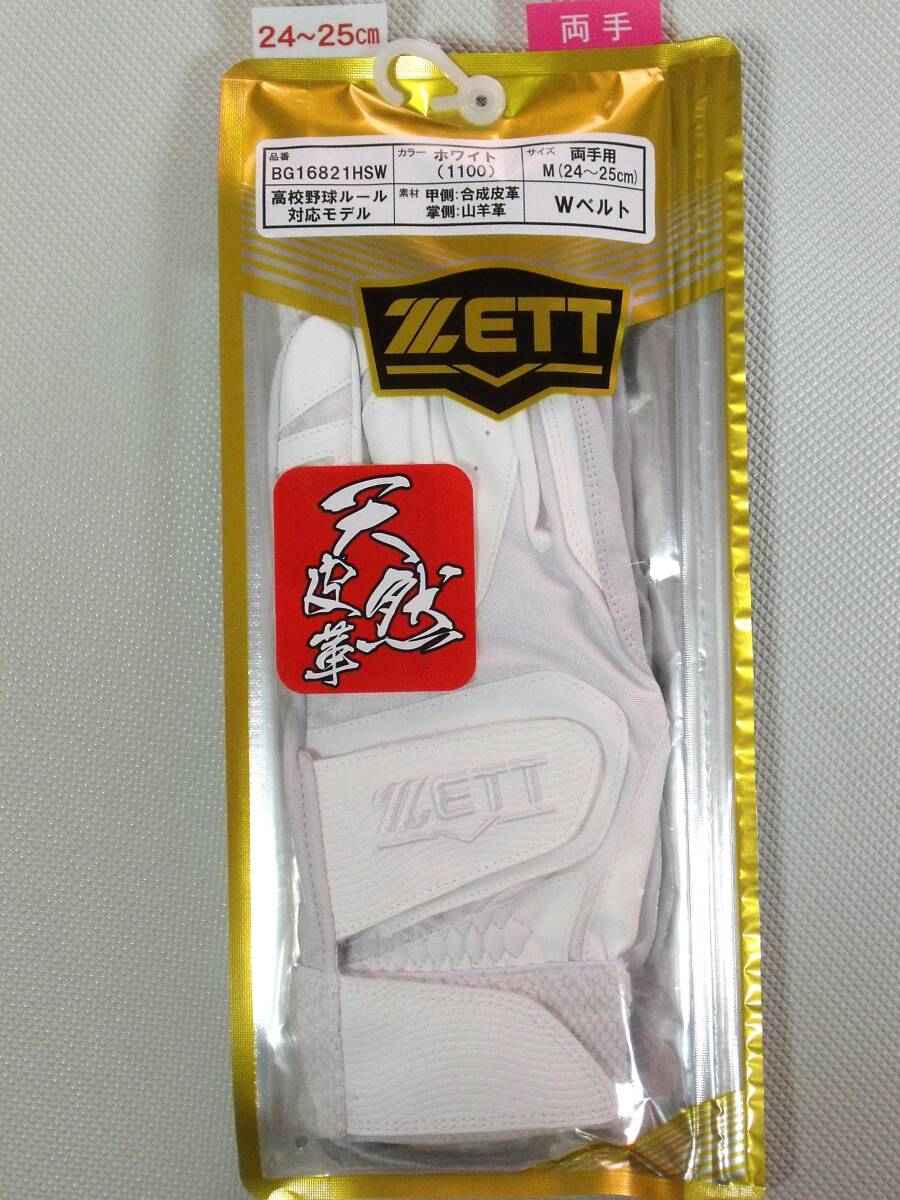 24～25cm
両手
品番
BG16821HSW
カラー
ホワイト
(1100)
サイズ
両手用
M(24～25cm)
高校野球ルール
対応モデル
素材
甲側:合成皮革
掌側:山羊革
Wベルト
ZETT
天然
皮革
ZETT